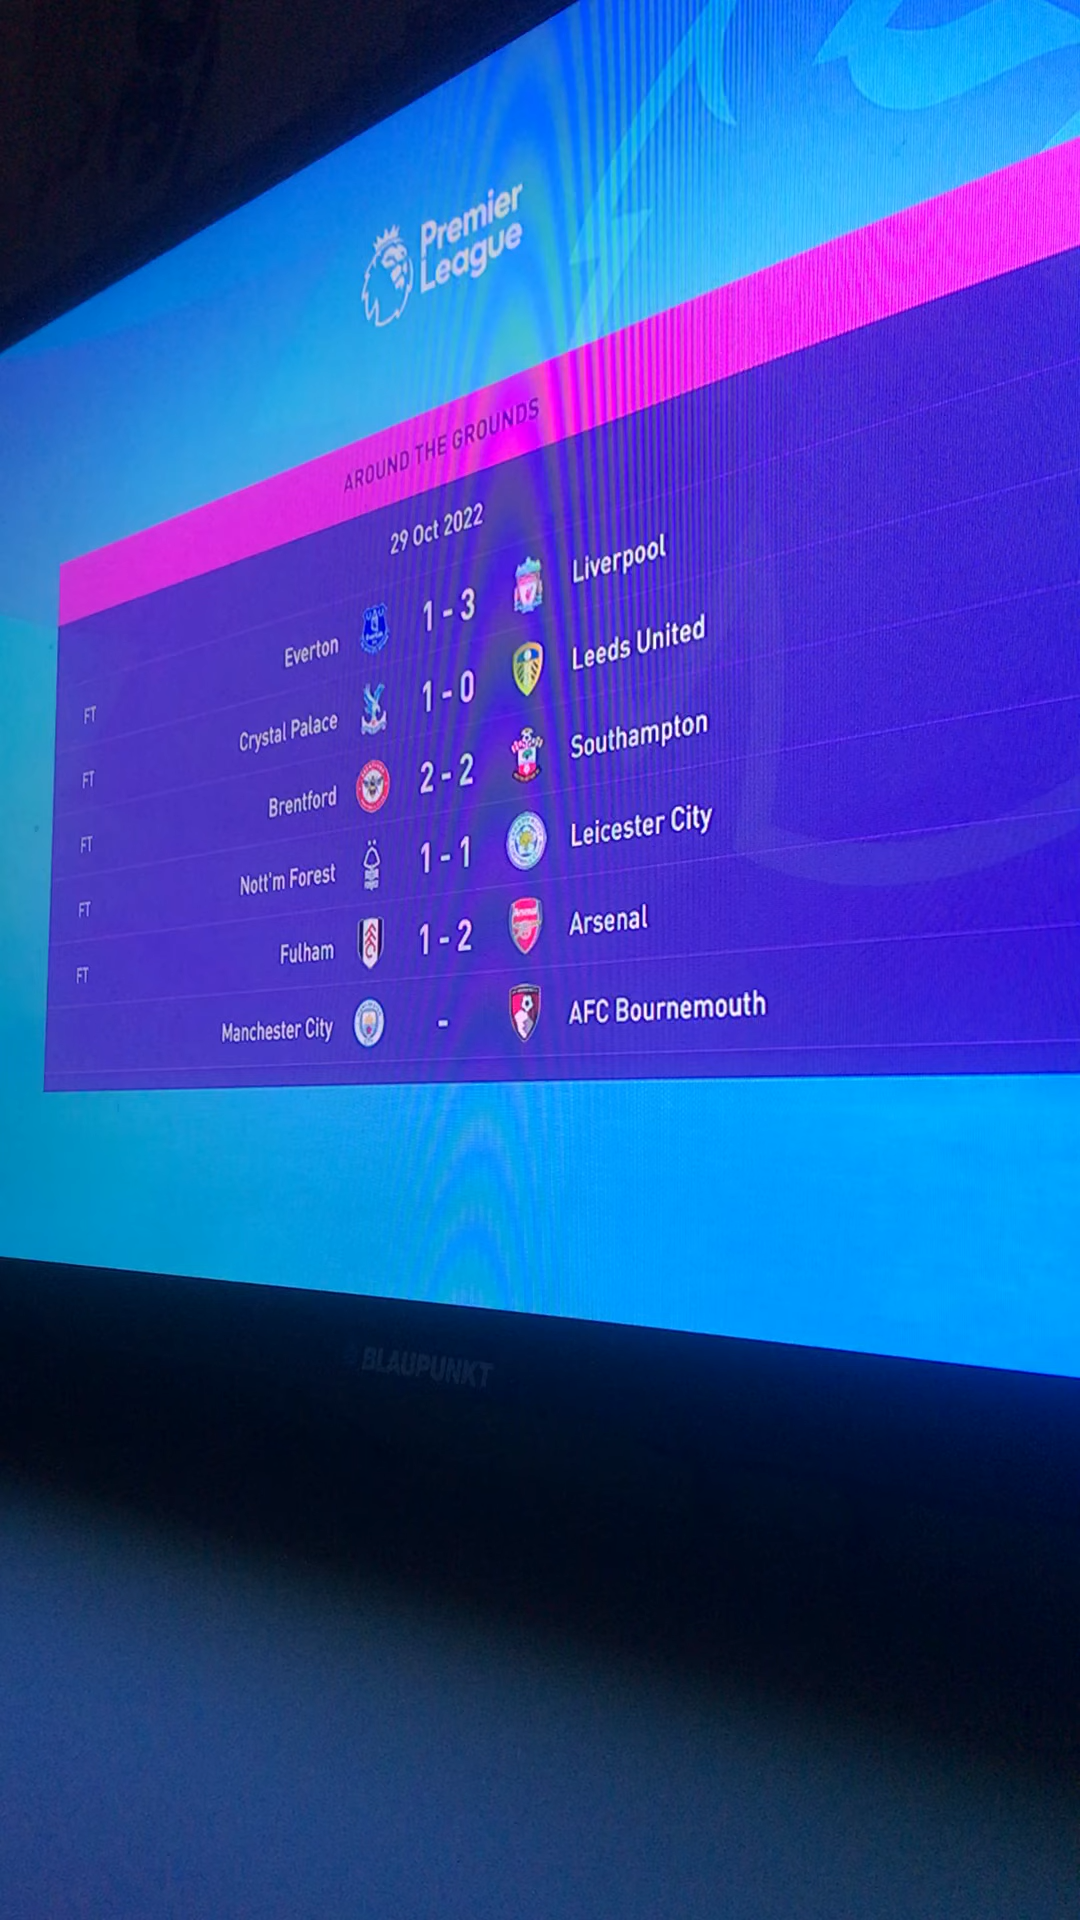 Premier
League
AROUND THE GROUNDS
29 Oct 2022
FT Everton 1 - 3 Liverpool
FT Crystal Palace 1 - 0 Leeds United
FT Brentford 2 - 2 Southampton
FT Nott'm Forest 1 - 1 Leicester City
FT Fulham 1 - 2 Arsenal
Manchester City - AFC Bournemouth
BLAUPUNKT